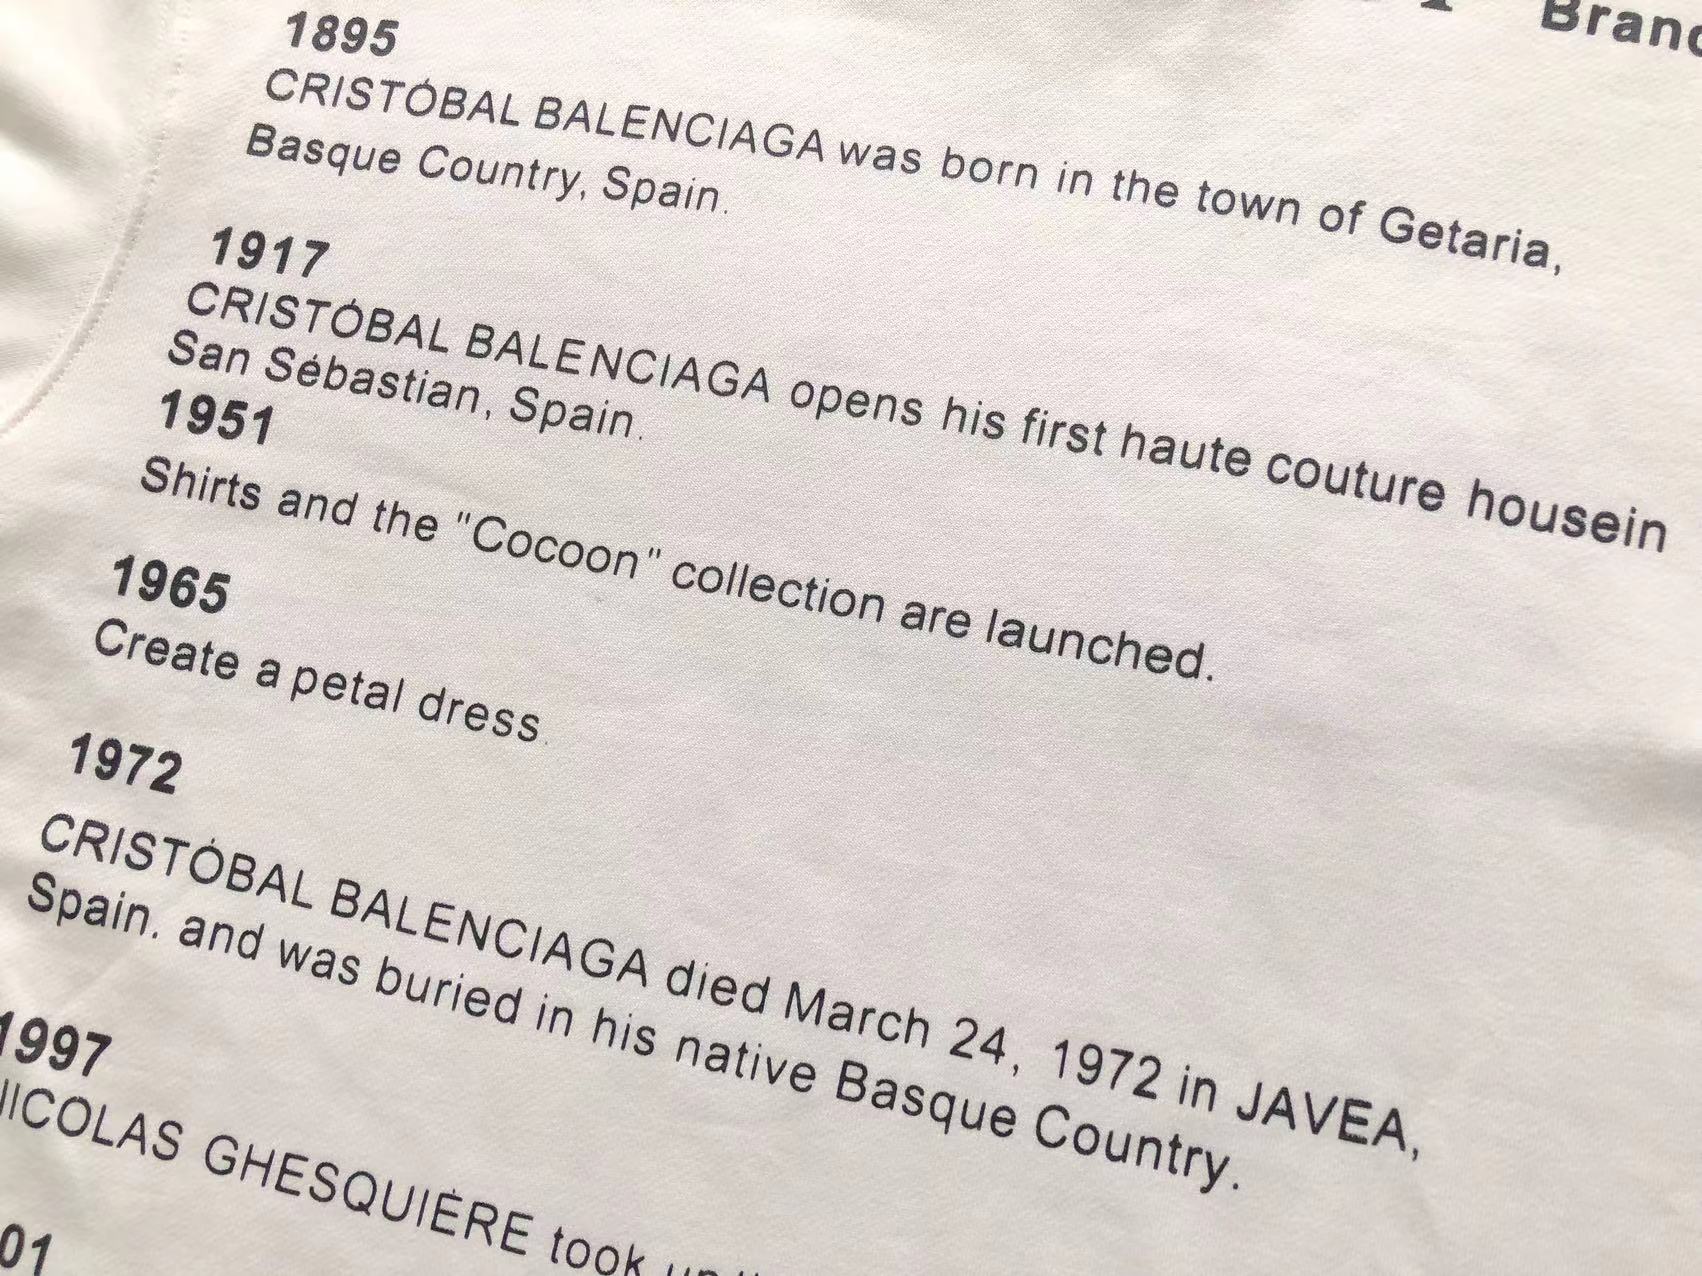 Brand
1895
CRISTÓBAL BALENCIAGA was born in the town of Getaria,
Basque Country, Spain.
1917
CRISTÓBAL BALENCIAGA opens his first haute couture housein
San Sébastian, Spain.
1951
Shirts and the "Cocoon" collection are launched.
1965
Create a petal dress.
1972
CRISTÓBAL BALENCIAGA died March 24, 1972 in JAVEA,
Spain. and was buried in his native Basque Country.
1997
NICOLAS GHESQUIÉRE took
01